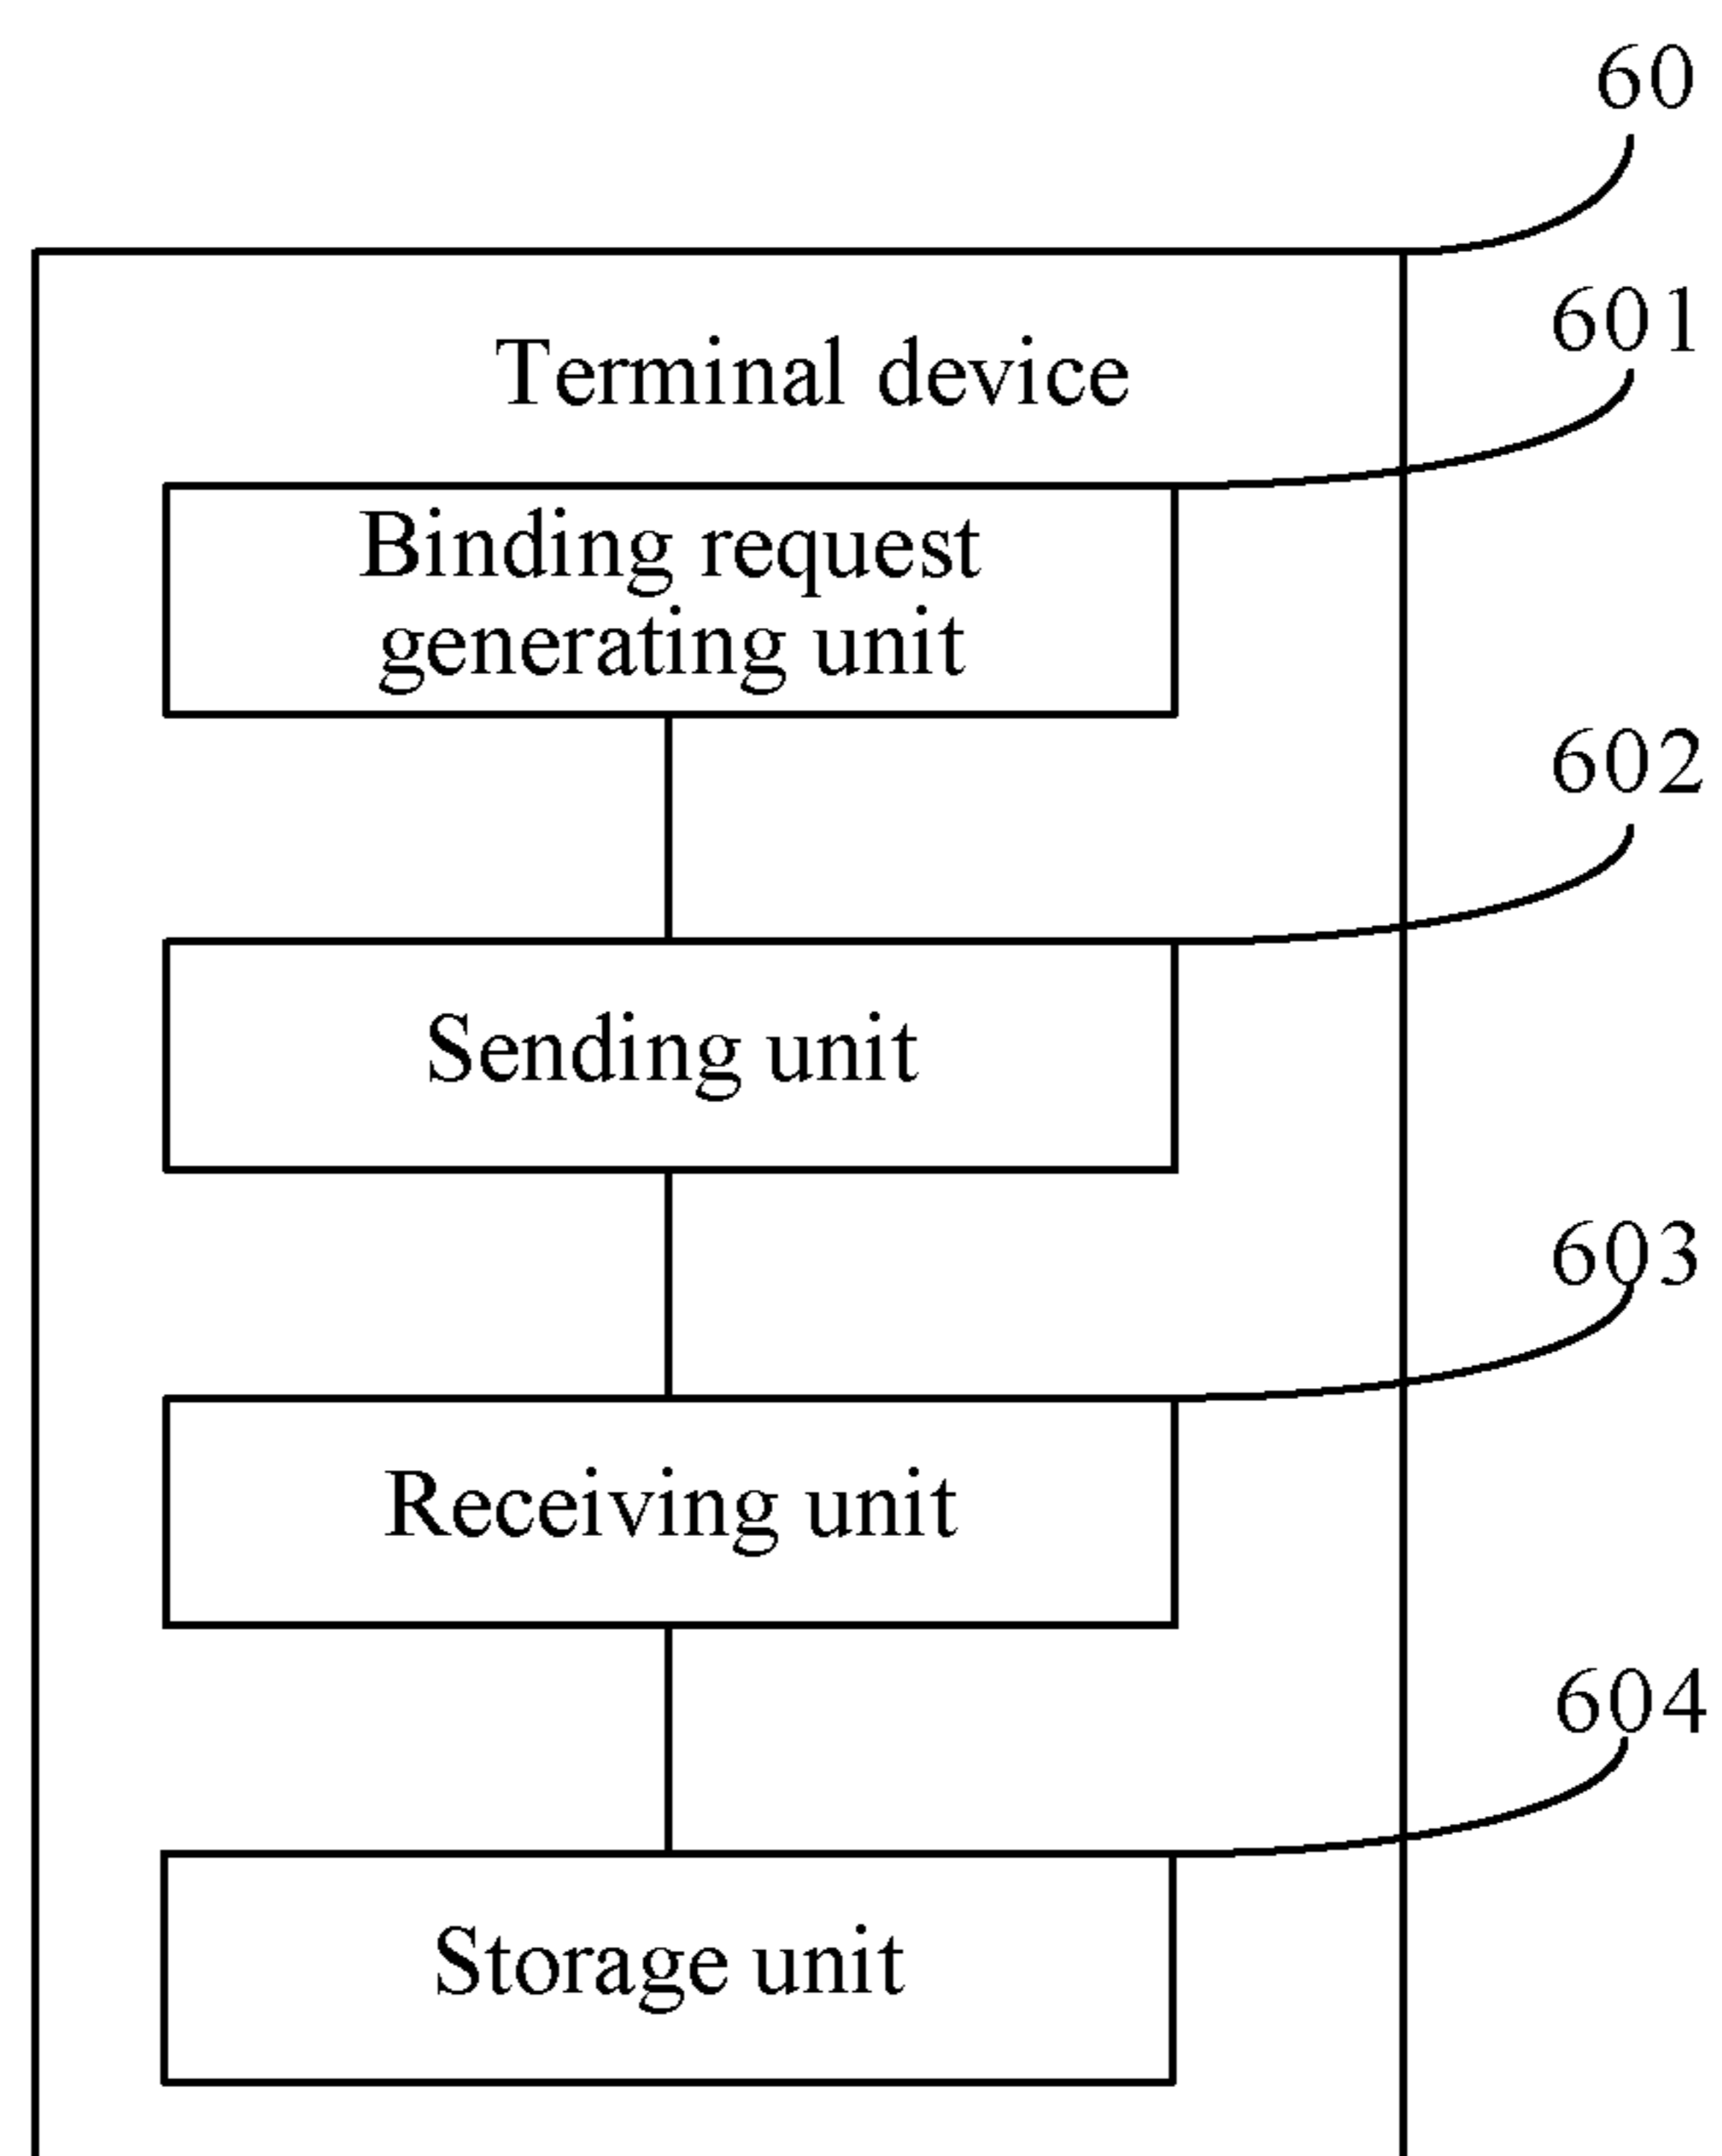 60
Terminal device
601
Binding request
generating unit
602
Sending unit
603
Receiving unit
604
Storage unit